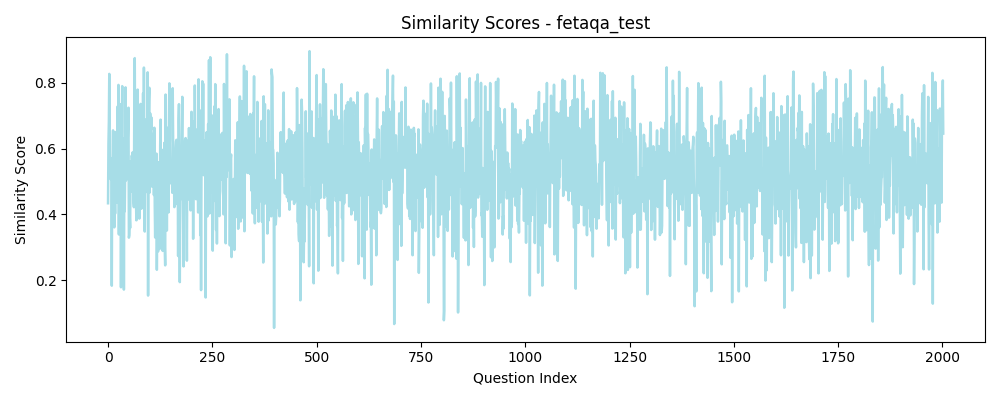 Similarity Scores - fetaqa_test
Similarity Score
0.8
0.6
0.4
0.2
0 250 500 750 1000 1250 1500 1750 2000
Question Index